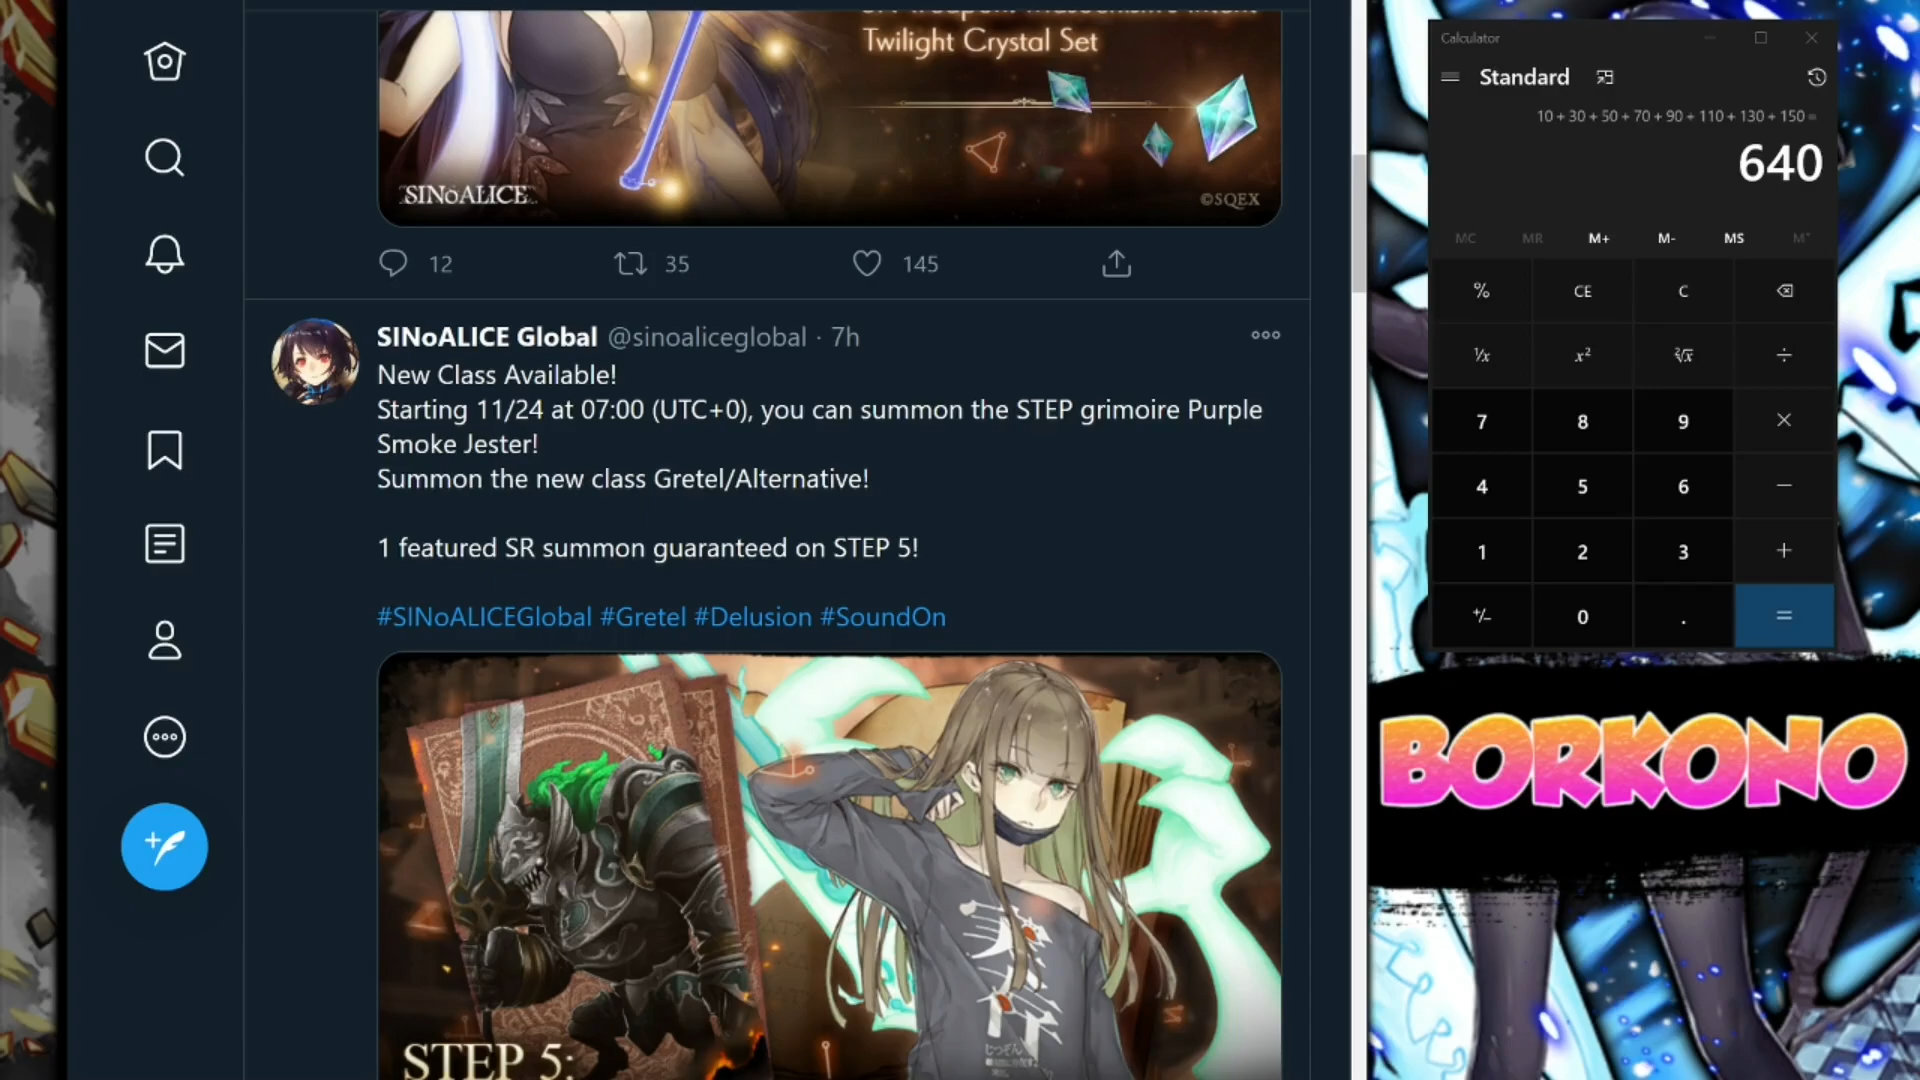 Twilight Crystal Set
SINoALICE
©SQEX
12
35
145
SINoALICE Global @sinoaliceglobal · 7h
New Class Available!
Starting 11/24 at 07:00 (UTC+0), you can summon the STEP grimoire Purple
Smoke Jester!
Summon the new class Gretel/Alternative!
1 featured SR summon guaranteed on STEP 5!
#SINoALICEGlobal #Gretel #Delusion #SoundOn
STEP 5:
Calculator
Standard
10 + 30 + 50 + 70 + 90 + 110 + 130 + 150 =
640
MC MR M+ M- MS M˅
% CE C
¹/x x² ²√x ÷
7 8 9 ×
4 5 6 −
1 2 3 +
+/− 0 . =
BORKONO